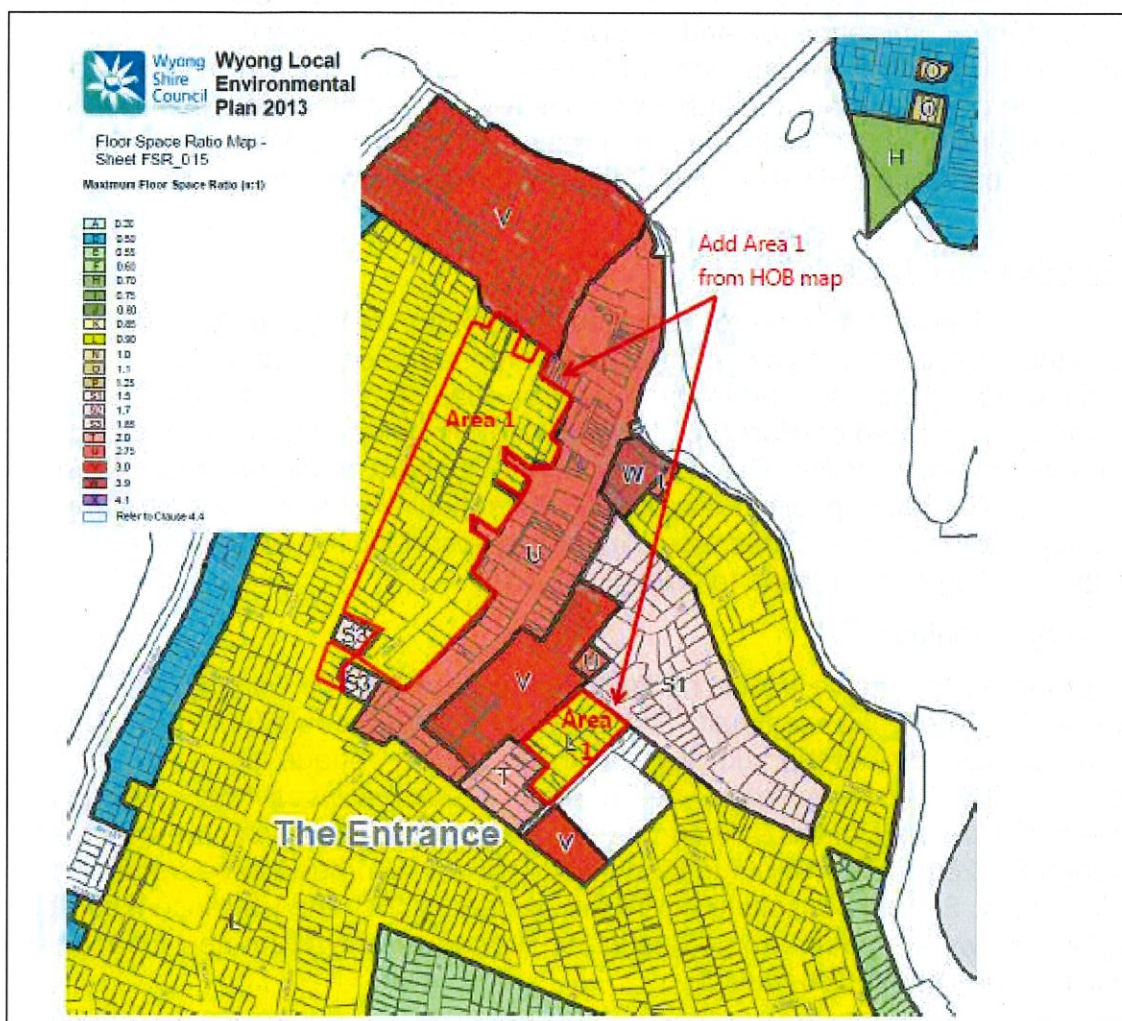 Wyong
Shire
Council
Wyong Local
Environmental
Plan 2013
Floor Space Ratio Map -
Sheet FSR_015
Maximum Floor Space Ratio (n:1)
A 0.30
0.50
E 0.55
F 0.60
H 0.70
I 0.75
J 0.80
K 0.85
L 0.90
N 1.0
O 1.1
P 1.25
S1 1.5
S2 1.7
S3 1.85
T 2.0
U 2.75
V 3.0
W 3.9
X 4.1
Refer to Clause 4.4
O
O
H
V
Add Area 1
from HOB map
Area 1
W
U
S3
S3
V
U
S1
Area
1
L
T
V
The Entrance
L